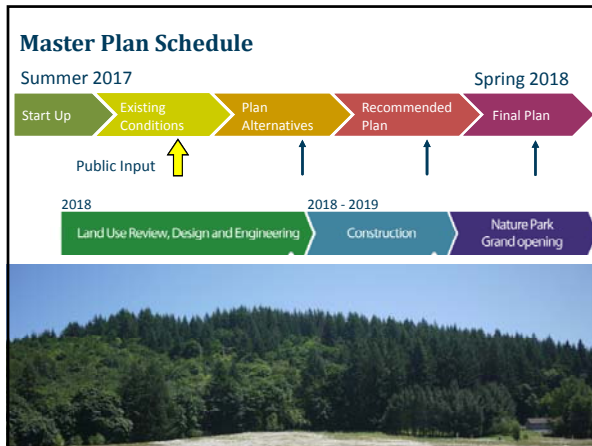 Master Plan Schedule
Summer 2017
Spring 2018
Start Up
Existing
Conditions
Plan
Alternatives
Recommended
Plan
Final Plan
Public Input
2018
2018 - 2019
Land Use Review, Design and Engineering
Construction
Nature Park
Grand opening